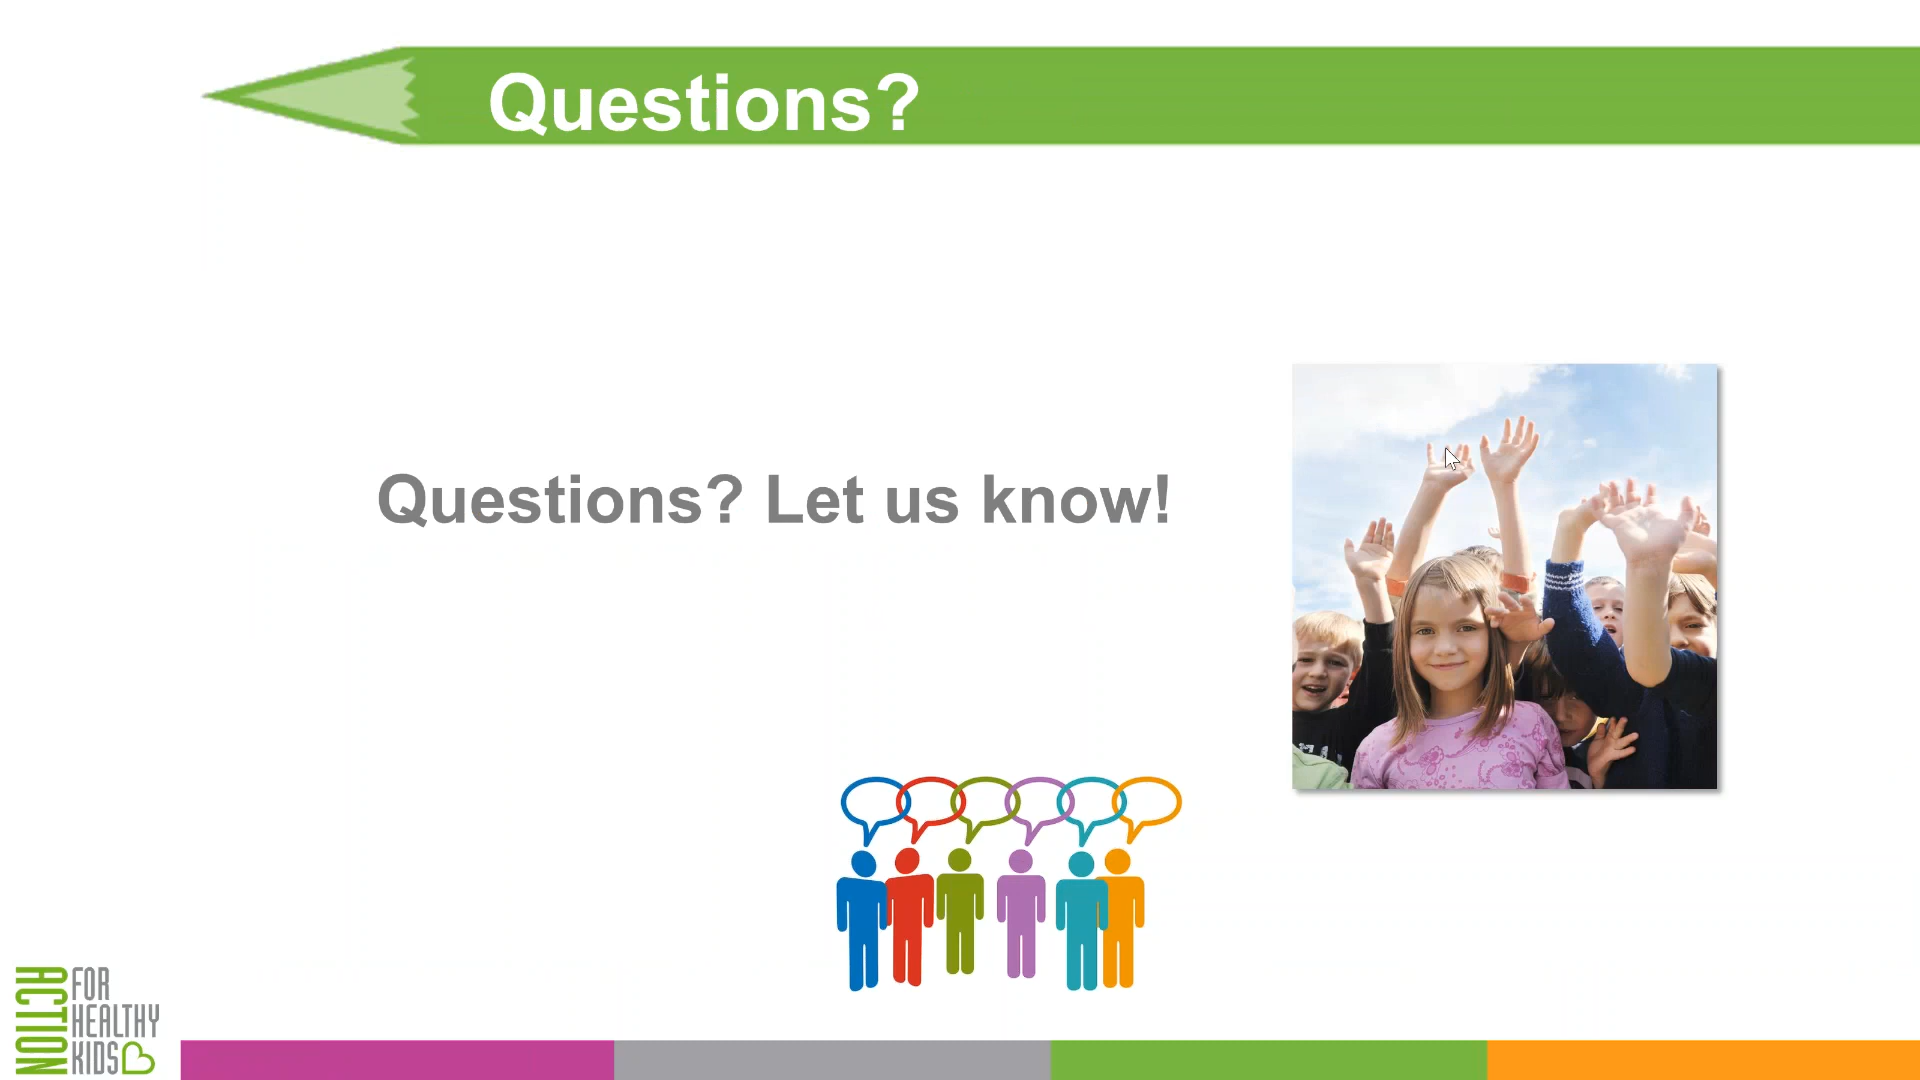 Questions?
Questions? Let us know!
ACTION
FOR
HEALTHY
KIDS